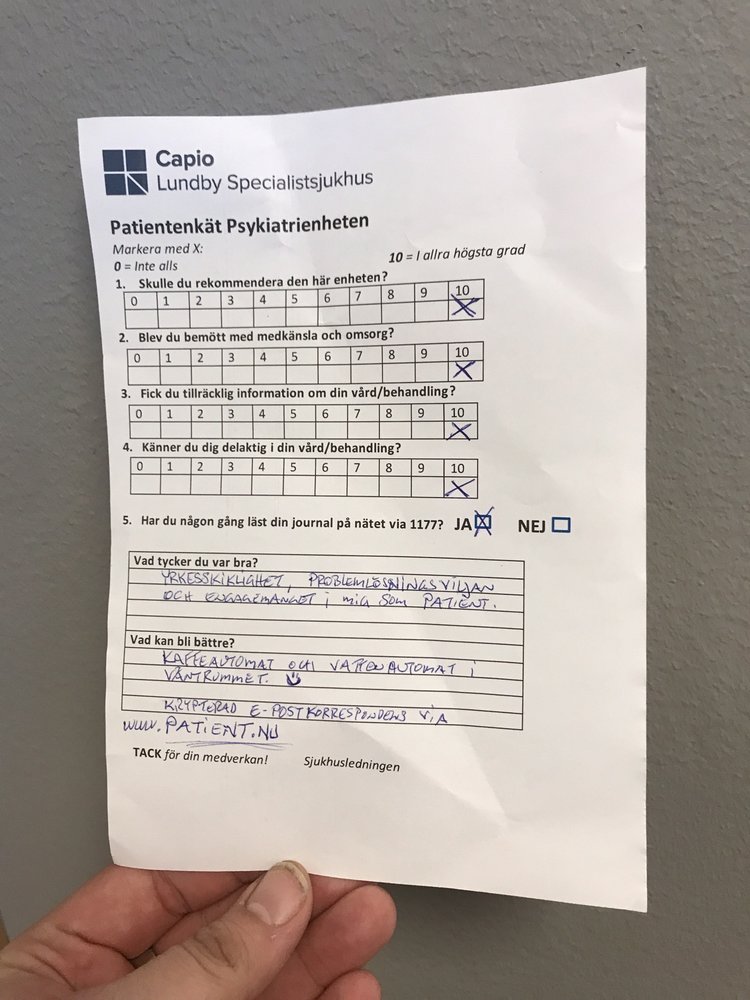 Capio
Lundby Specialistsjukhus
Patientenkät Psykiatrienheten
Markera med X:
0 = Inte alls 10 = I allra högsta grad
1. Skulle du rekommendera den här enheten?
0 1 2 3 4 5 6 7 8 9 10
X
2. Blev du bemött med medkänsla och omsorg?
0 1 2 3 4 5 6 7 8 9 10
X
3. Fick du tillräcklig information om din vård/behandling?
0 1 2 3 4 5 6 7 8 9 10
X
4. Känner du dig delaktig i din vård/behandling?
0 1 2 3 4 5 6 7 8 9 10
X
5. Har du någon gång läst din journal på nätet via 1177? JA X NEJ
Vad tycker du var bra?
YRKESSKIKLIGHET, PROBLEMLÖSNINGSVILJAN
OCH ENGAGEMANGET i mig som PATIENT.
Vad kan bli bättre?
KAFFEAUTOMAT OCH VATTENAUTOMAT i
VÄNTRUMMET.
KRYPTERAD E-POSTKORRESPONDENS VIA
www.PATiENT.NU
TACK för din medverkan! Sjukhusledningen